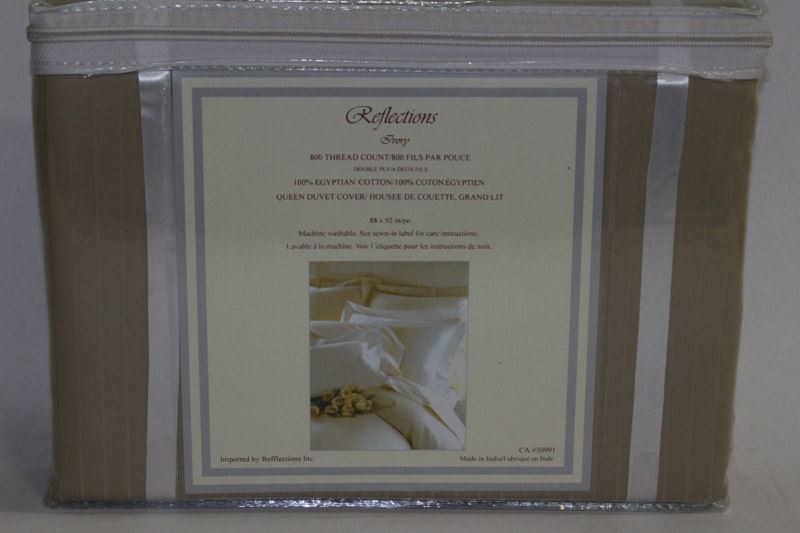 Reflections
Ivory
800 THREAD COUNT/800 FILS PAR POUCE
DOUBLE PLY/A DEUX FILS
100% EGYPTIAN COTTON/100% COTON ÉGYPTIEN
QUEEN DUVET COVER/ HOUSEE DE COUETTE, GRAND LIT
88 x 92 in/po
Machine washable. See sewn-in label for care instructions.
Lavable à la machine. Voir l'étiquette pour les instructions de soin.
CA #50991
Imported by Refflections Inc.
Made in India/Fabriqué en Inde